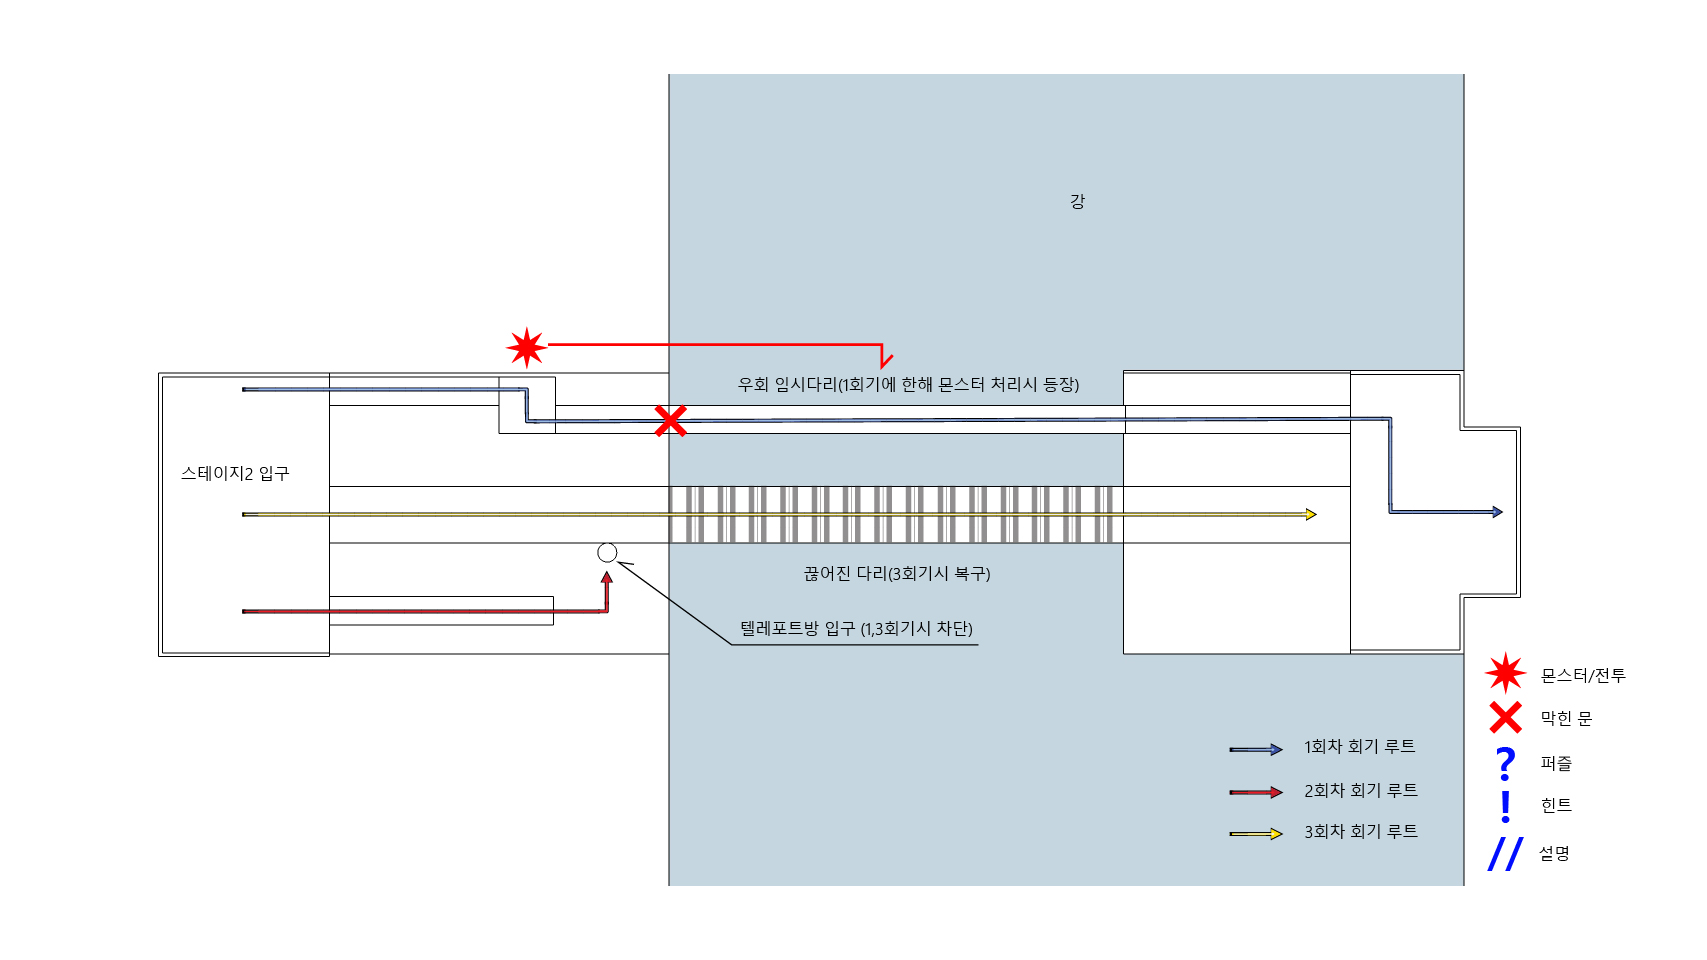 강
우회 임시다리(1회기에 한해 몬스터 처리시 등장)
스테이지2 입구
끊어진 다리(3회기시 복구)
텔레포트방 입구 (1,3회기시 차단)
몬스터/전투
막힌 문
퍼즐
힌트
설명
1회차 회기 루트
2회차 회기 루트
3회차 회기 루트